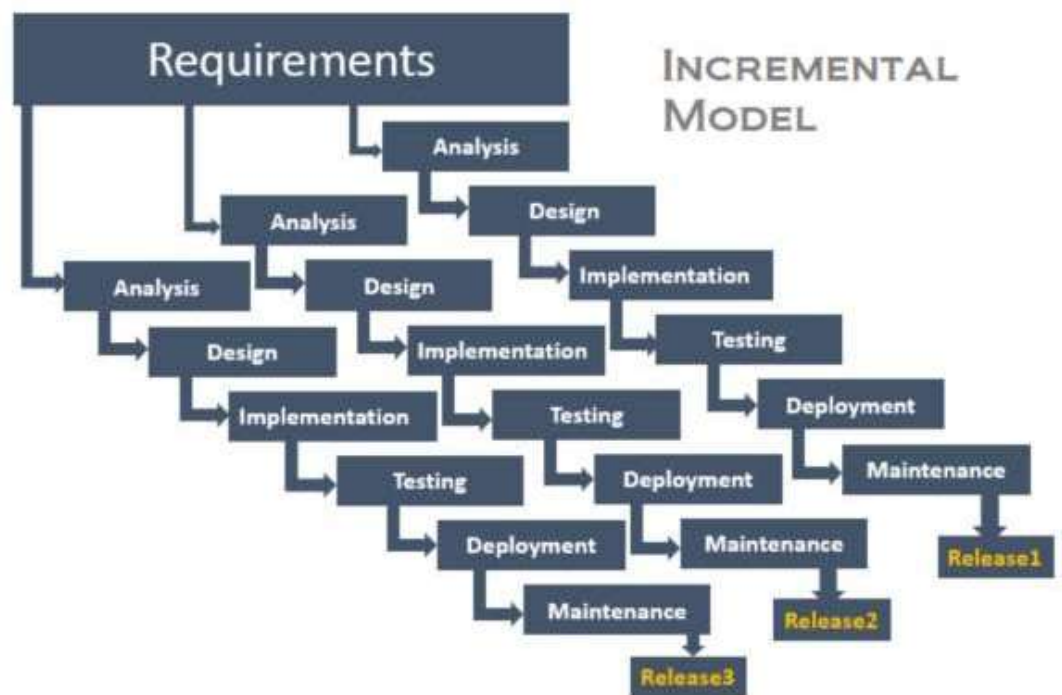 Requirements
INCREMENTAL
MODEL
Analysis
Design
Implementation
Testing
Deployment
Maintenance
Release1
Analysis
Design
Implementation
Testing
Deployment
Maintenance
Release2
Analysis
Design
Implementation
Testing
Deployment
Maintenance
Release3